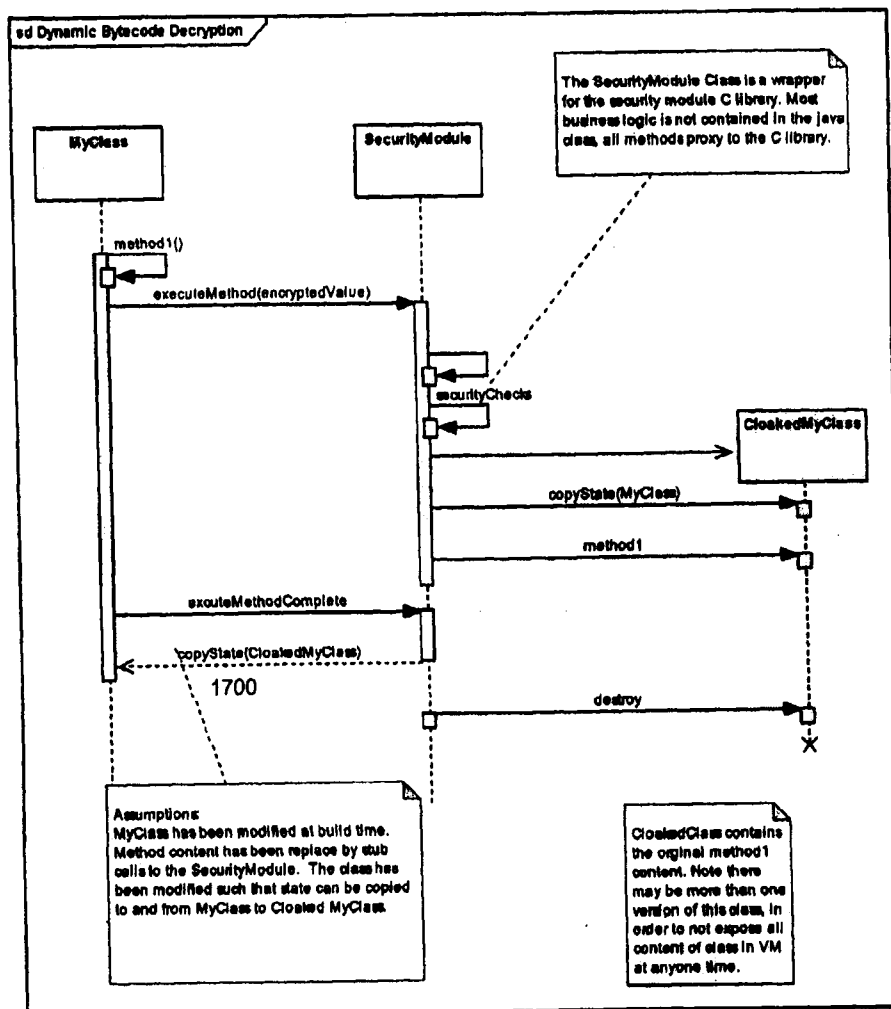 sd Dynamic Bytecode Decryption
The SecurityModule Class is a wrapper
for the security module C library. Most
business logic is not contained in the java
class, all methods proxy to the C library.
MyClass
SecurityModule
method1()
executeMethod(encryptedValue)
securityChecks
CloakedMyClass
copyState(MyClass)
method1
excuteMethodComplete
copyState(CloakedMyClass)
1700
destroy
Assumptions:
MyClass has been modified at build time.
Method content has been replace by stub
calls to the SecurityModule. The class has
been modified such that state can be copied
to and from MyClass to Cloaked MyClass.
CloakedClass contains
the orginal method1
content. Note there
may be more than one
version of this class, in
order to not expose all
content of class in VM
at anyone time.